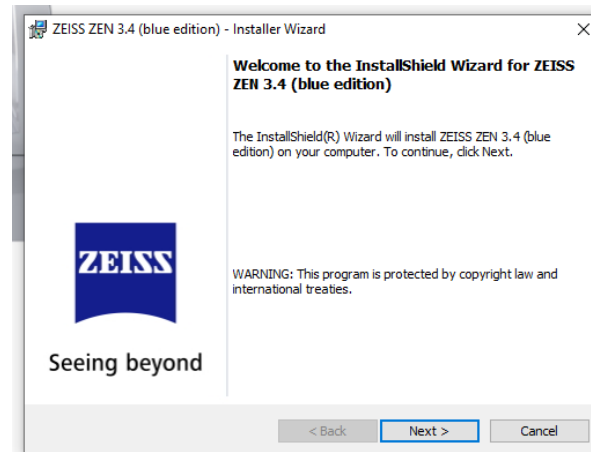 ZEISS ZEN 3.4 (blue edition) - Installer Wizard
Welcome to the InstallShield Wizard for ZEISS
ZEN 3.4 (blue edition)
The InstallShield(R) Wizard will install ZEISS ZEN 3.4 (blue
edition) on your computer. To continue, click Next.
ZEISS
WARNING: This program is protected by copyright law and
international treaties.
Seeing beyond
< Back
Next >
Cancel